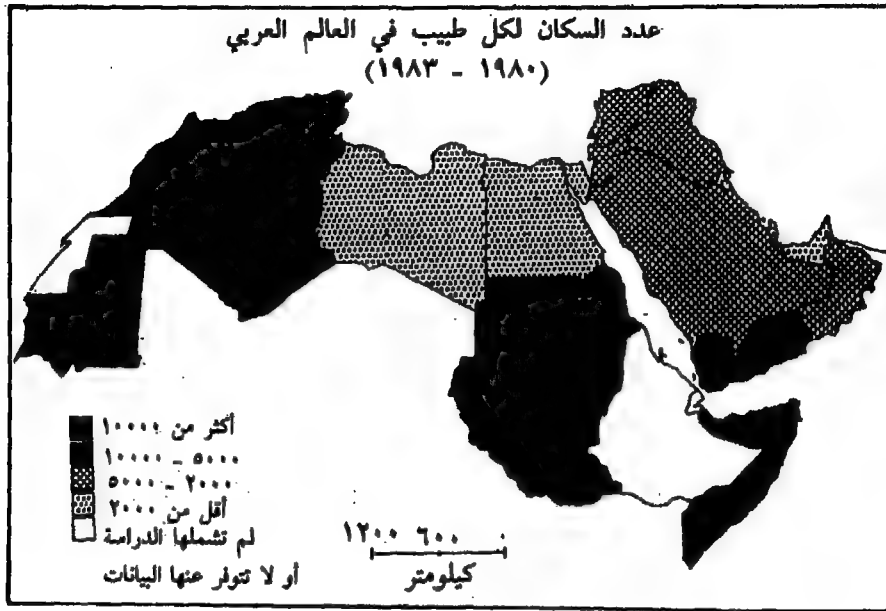 عدد السكان لكل طبيب في العالم العربي
(١٩٨٠ - ١٩٨٣)
أكثر من ١٠٠٠٠
٥٠٠٠ - ١٠٠٠٠
٢٠٠٠ - ٥٠٠٠
أقل من ٢٠٠٠
لم تشملها الدراسة
أو لا تتوفر عنها البيانات
١٢٠٠ ٦٠٠ ٠
كيلومتر